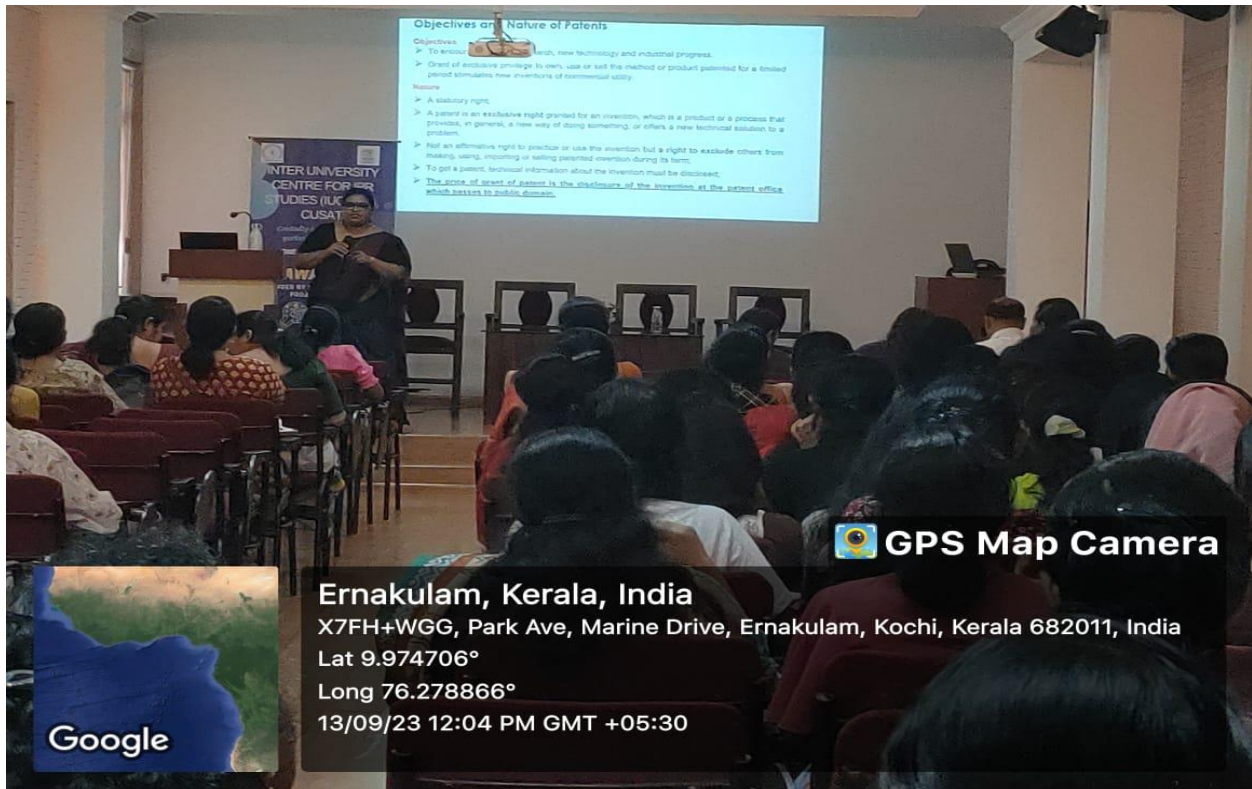 Objectives and Nature of Patents
Objectives
➢ To encour arch, new technology and industrial progress.
➢ Grant of exclusive privilege to own, use or sell the method or product patented for a limited
period stimulates new inventions of commercial utility.
Nature
➢ A statutory right;
➢ A patent is an exclusive right granted for an invention, which is a product or a process that
provides, in general, a new way of doing something, or offers a new technical solution to a
problem.
➢ Not an affirmative right to practice or use the invention but a right to exclude others from
making, using, importing or selling patented invention during its term;
➢ To get a patent, technical information about the invention must be disclosed;
➢ The price of grant of patent is the disclosure of the invention at the patent office
which passes to public domain.
INTER UNIVERSITY
CENTRE FOR IPR
STUDIES (IUC
CUSAT
AWA
GPS Map Camera
Ernakulam, Kerala, India
X7FH+WGG, Park Ave, Marine Drive, Ernakulam, Kochi, Kerala 682011, India
Lat 9.974706°
Long 76.278866°
13/09/23 12:04 PM GMT +05:30
Google